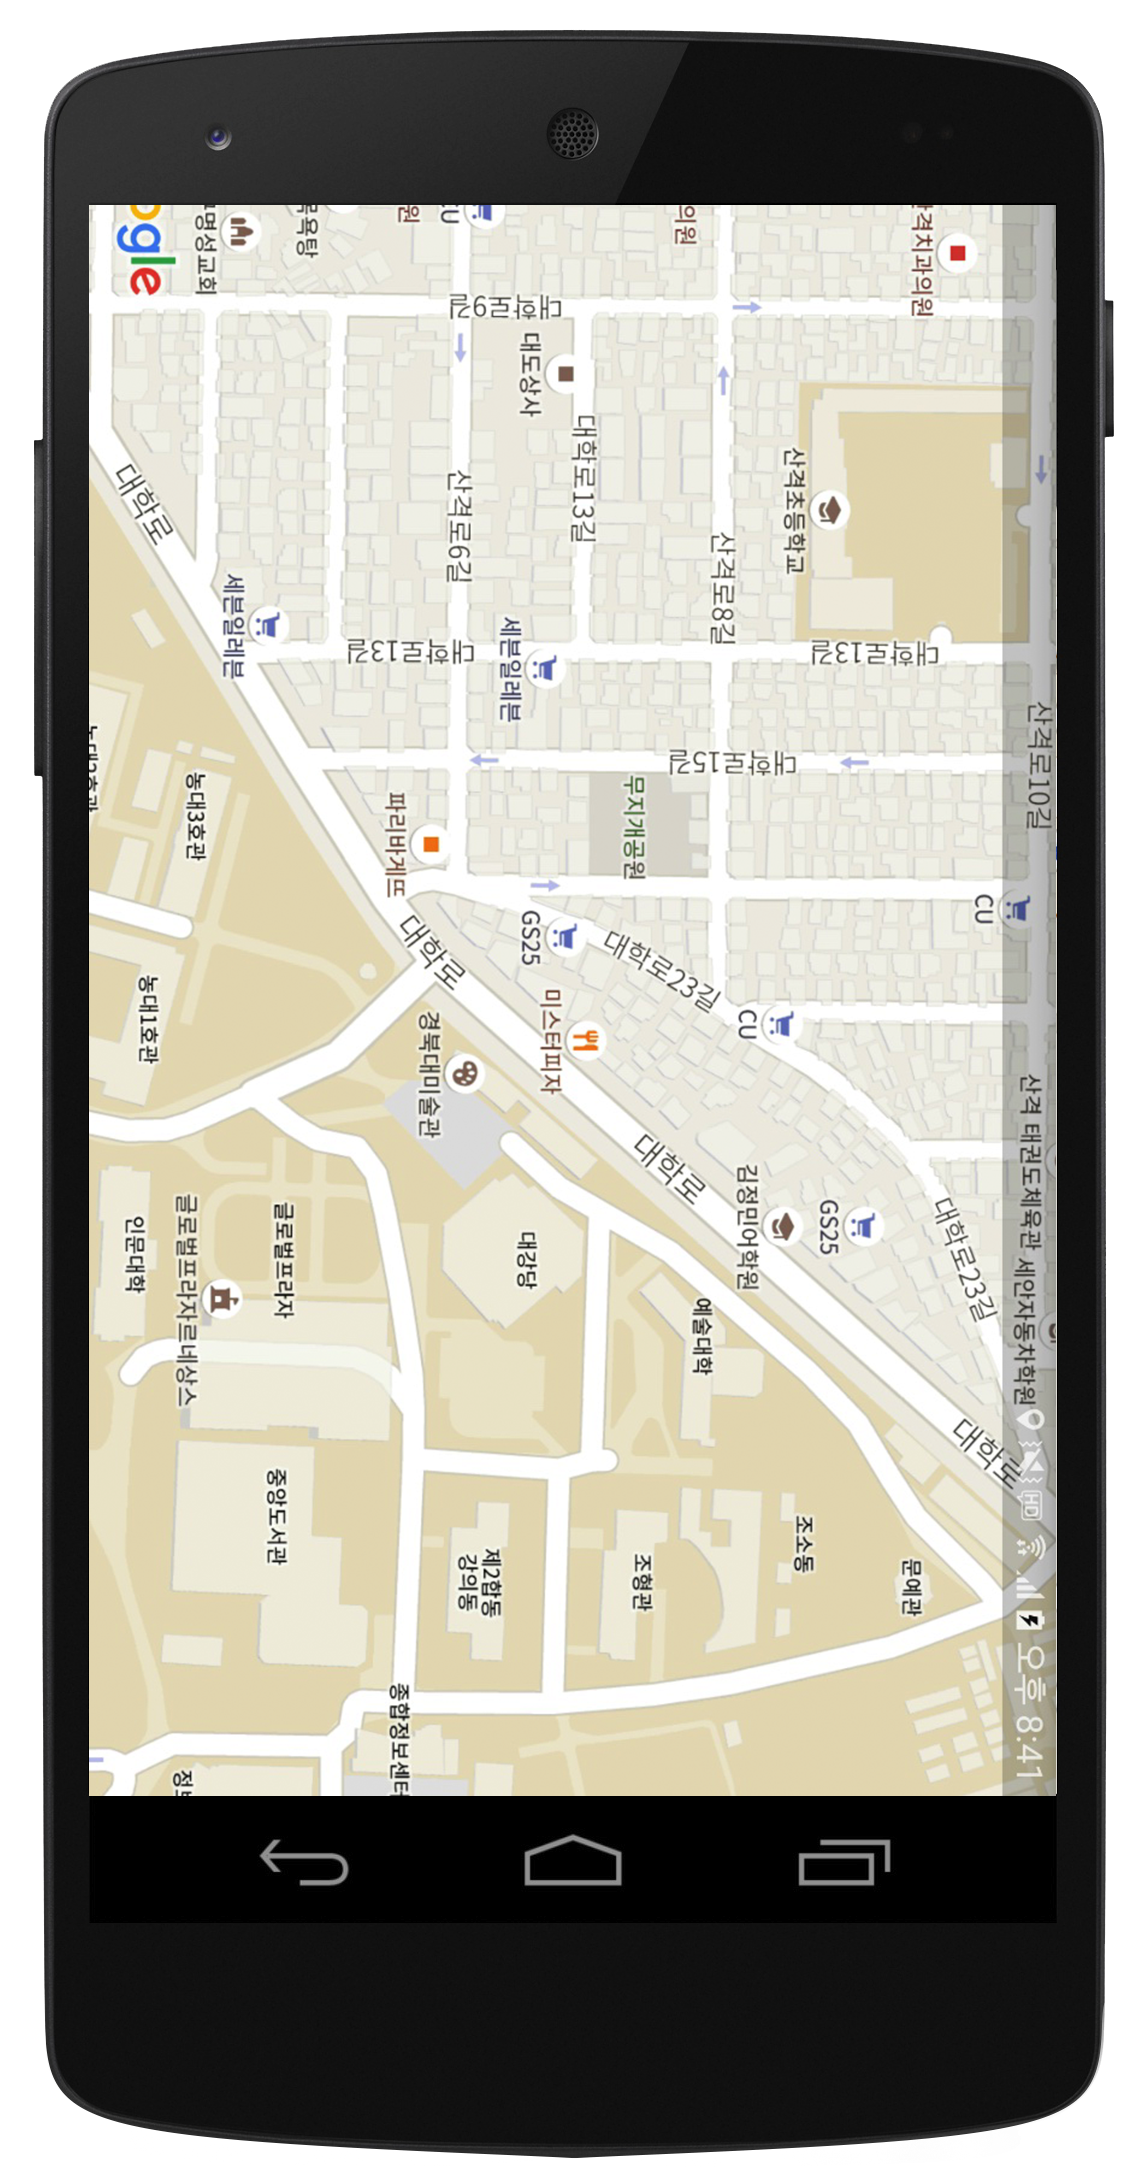 오후 8:41
산격로10길
산격 태권도체육관
세안자동차학원
CU
격치과의원
대학로13길
산격초등학교
산격로8길
대학로15길
대학로23길
대학로23길
CU
GS25
김정민어학원
대학로
대학로
문예관
조소동
예술대학
조형관
의원
무지개공원
대학로13길
대도상사
대학로9길
세븐일레븐
GS25
미스터피자
대강당
제2합동
강의동
CU
원
산격로6길
대학로13길
파리바게뜨
대학로
경북대미술관
종합정보센터
목욕탕
명성교회
세븐일레븐
대학로
농대3호관
농대1호관
글로벌프라자
글로벌프라자르네상스
인문대학
중앙도서관
ogle
HD